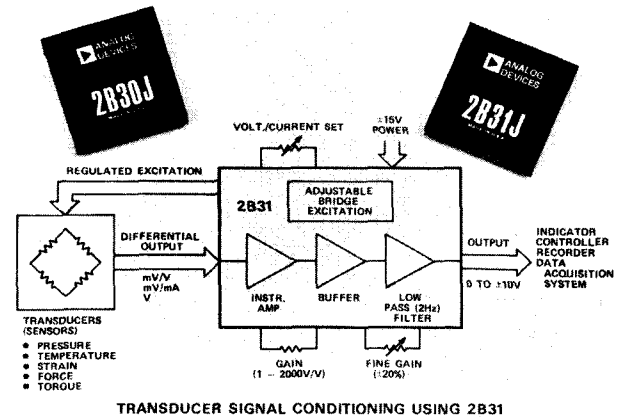 ANALOG
DEVICES
2B30J
ANALOG
DEVICES
2B31J
VOLT./CURRENT SET
±15V
POWER
REGULATED EXCITATION
2B31
ADJUSTABLE
BRIDGE
EXCITATION
DIFFERENTIAL
OUTPUT
mV/V
mV/mA
V
INSTR.
AMP.
BUFFER
LOW
PASS (2Hz)
FILTER
OUTPUT
0 TO ±10V
INDICATOR
CONTROLLER
RECORDER
DATA
ACQUISITION
SYSTEM
TRANSDUCERS
(SENSORS)
● PRESSURE
● TEMPERATURE
● STRAIN
● FORCE
● TORQUE
GAIN
(1 - 2000V/V)
FINE GAIN
(±20%)
TRANSDUCER SIGNAL CONDITIONING USING 2B31